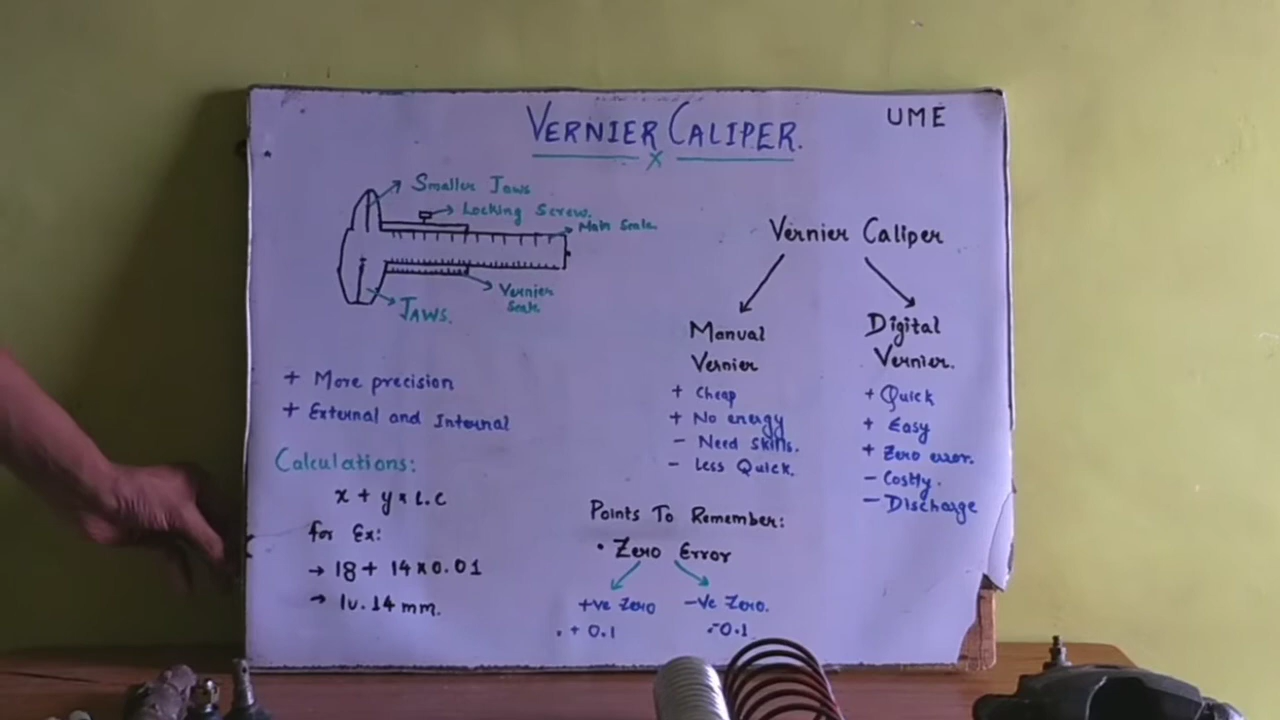 VERNIER CALIPER.
x
UME
Smaller Jaws
Locking Screw.
Main Scale
Vernier
Scale
JAWS.
+ More precision
+ External and Internal
Calculations:
x + y x L.C
for Ex:
→ 18 + 14 x 0.01
→ 1v.14 mm.
Vernier Caliper
Manual
Vernier
+ Cheap
+ No energy
- Need skills.
- Less Quick.
Digital
Vernier.
+ Quick
+ Easy
+ Zero error.
- Costly.
- Discharge
Points To Remember:
• Zero Error
+ve Zero
+ 0.1
-Ve Zero.
-0.1